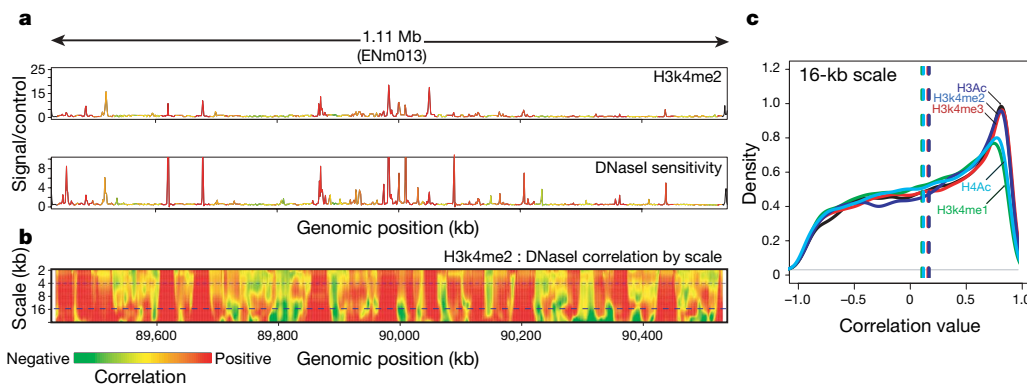 a
1.11 Mb
(ENm013)
H3k4me2
25
15
5
0
Signal/control
DNaseI sensitivity
8
4
0
Genomic position (kb)
b
H3k4me2 : DNaseI correlation by scale
Scale (kb)
2
4
8
16
89,600
89,800
90,000
90,200
90,400
Negative
Positive
Genomic position (kb)
Correlation
c
16-kb scale
1.2
1.0
0.8
0.6
0.4
0.2
0
Density
H3Ac
H3k4me2
H3k4me3
H4Ac
H3k4me1
–1.0
–0.5
0
0.5
1.0
Correlation value